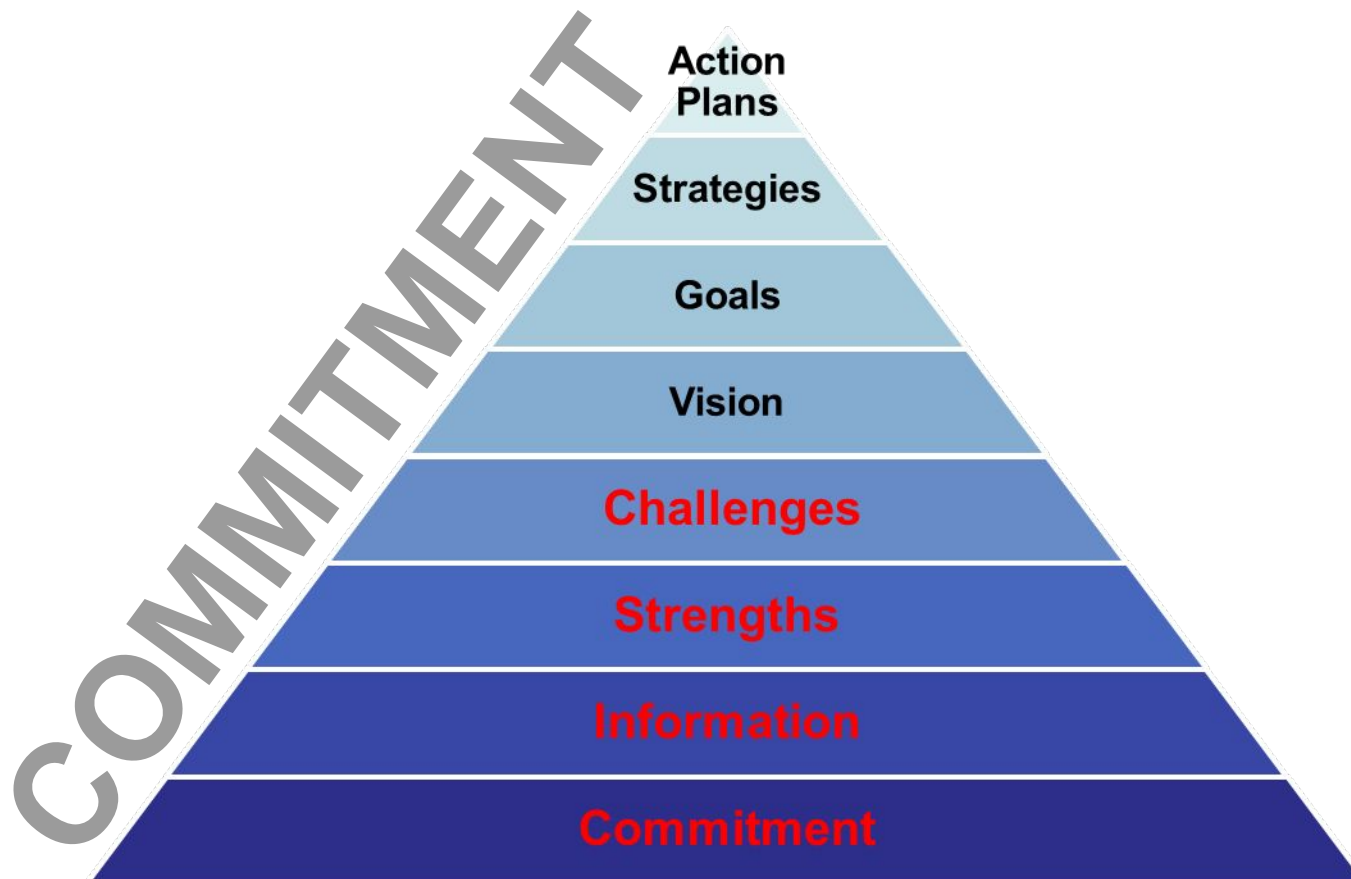 COMMITMENT
Action
Plans
Strategies
Goals
Vision
Challenges
Strengths
Information
Commitment